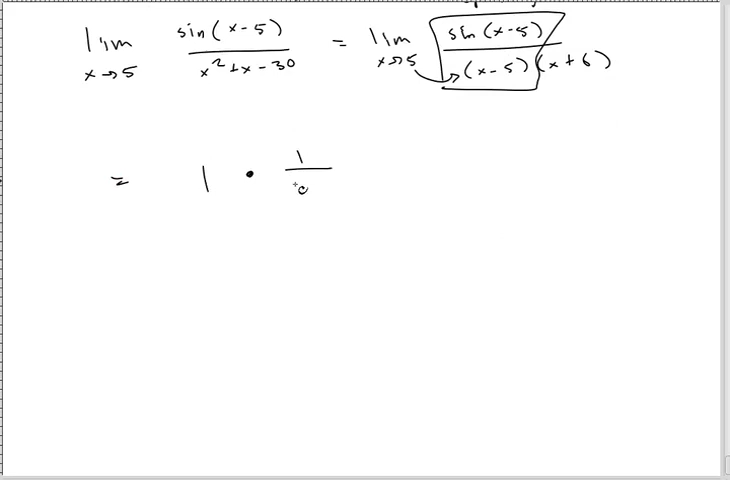 lim x→5 sin(x-5) / x²+x-30 = lim x→5 sin(x-5) / (x-5)(x+6)
= 1 · 1